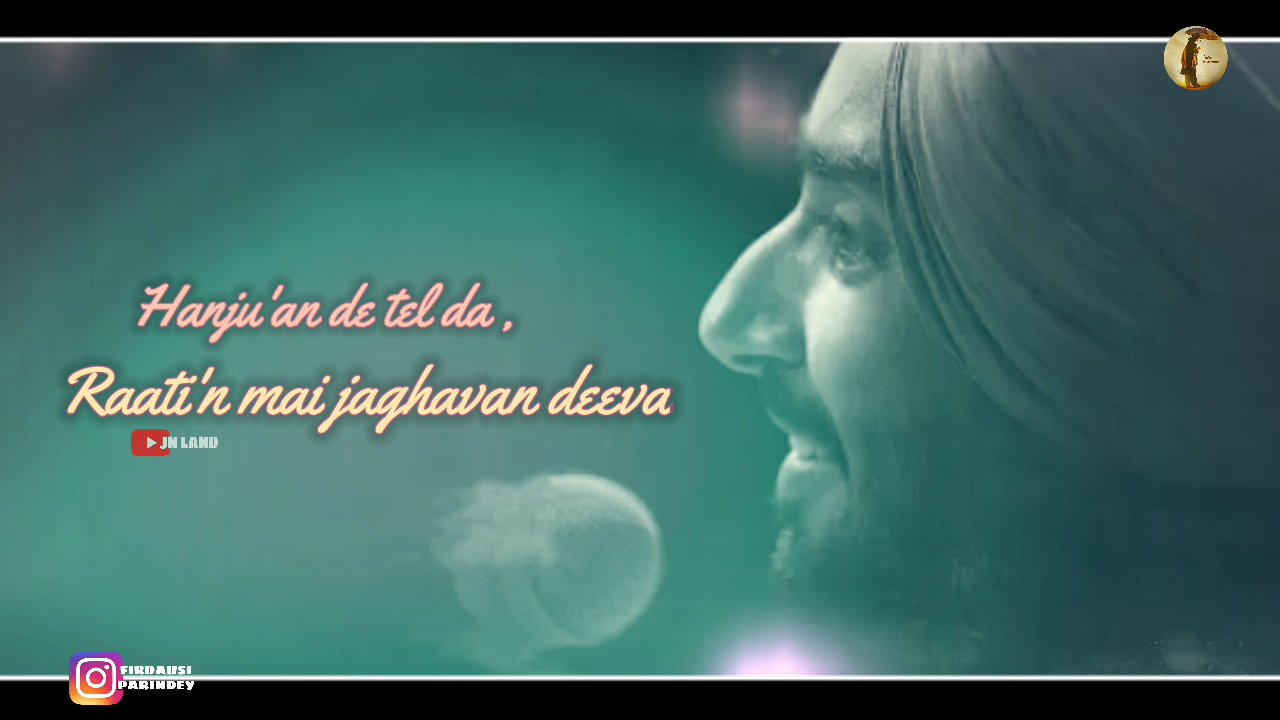 Hanju'an de tel da ,
Raati'n mai jaghavan deeva
JN LAND
FIRDAUSI
PARINDEY